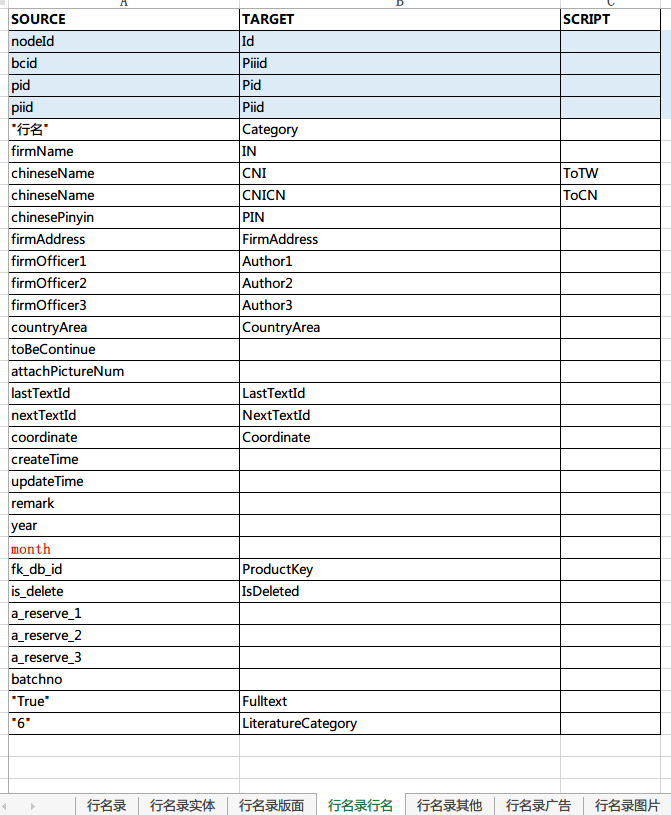 A B C
SOURCE TARGET SCRIPT
nodeId Id
bcid Piiid
pid Pid
piid Piid
"行名" Category
firmName IN
chineseName CNI ToTW
chineseName CNICN ToCN
chinesePinyin PIN
firmAddress FirmAddress
firmOfficer1 Author1
firmOfficer2 Author2
firmOfficer3 Author3
countryArea CountryArea
toBeContinue
attachPictureNum
lastTextId LastTextId
nextTextId NextTextId
coordinate Coordinate
createTime
updateTime
remark
year
month
fk_db_id ProductKey
is_delete IsDeleted
a_reserve_1
a_reserve_2
a_reserve_3
batchno
"True" Fulltext
"6" LiteratureCategory
行名录 行名录实体 行名录版面 行名录行名 行名录其他 行名录广告 行名录图片